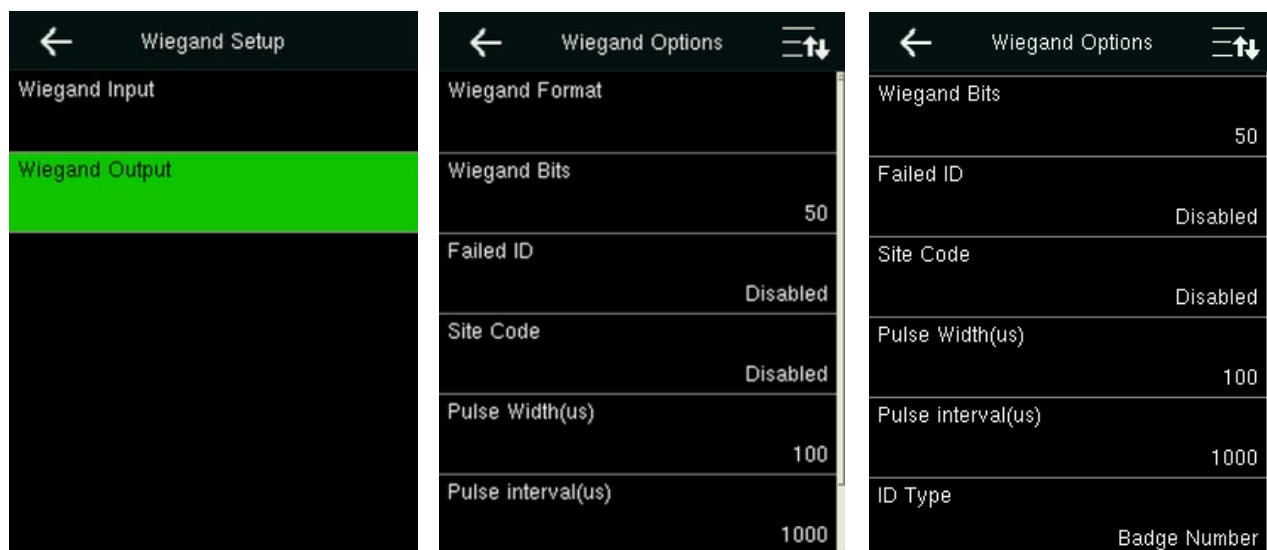 Wiegand Setup
Wiegand Input
Wiegand Output
Wiegand Options
Wiegand Format
Wiegand Bits
50
Failed ID
Disabled
Site Code
Disabled
Pulse Width(us)
100
Pulse interval(us)
1000
Wiegand Options
Wiegand Bits
50
Failed ID
Disabled
Site Code
Disabled
Pulse Width(us)
100
Pulse interval(us)
1000
ID Type
Badge Number